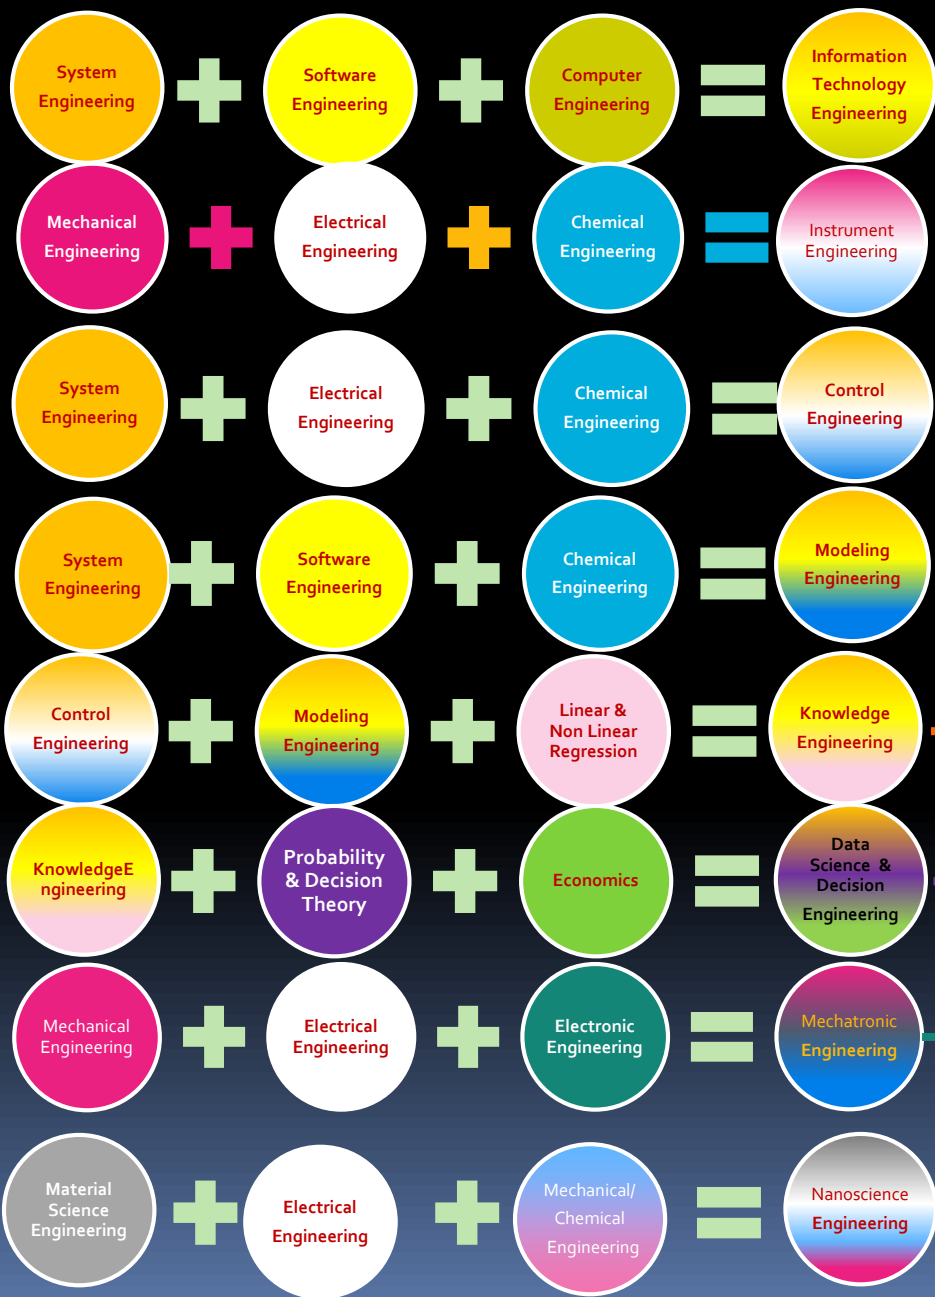 System
Engineering
Software
Engineering
Computer
Engineering
Information
Technology
Engineering
Mechanical
Engineering
Electrical
Engineering
Chemical
Engineering
Instrument
Engineering
System
Engineering
Electrical
Engineering
Chemical
Engineering
Control
Engineering
System
Engineering
Software
Engineering
Chemical
Engineering
Modeling
Engineering
Control
Engineering
Modeling
Engineering
Linear &
Non Linear
Regression
Knowledge
Engineering
KnowledgeE
ngineering
Probability
& Decision
Theory
Economics
Data
Science &
Decision
Engineering
Mechanical
Engineering
Electrical
Engineering
Electronic
Engineering
Mechatronic
Engineering
Material
Science
Engineering
Electrical
Engineering
Mechanical/
Chemical
Engineering
Nanoscience
Engineering